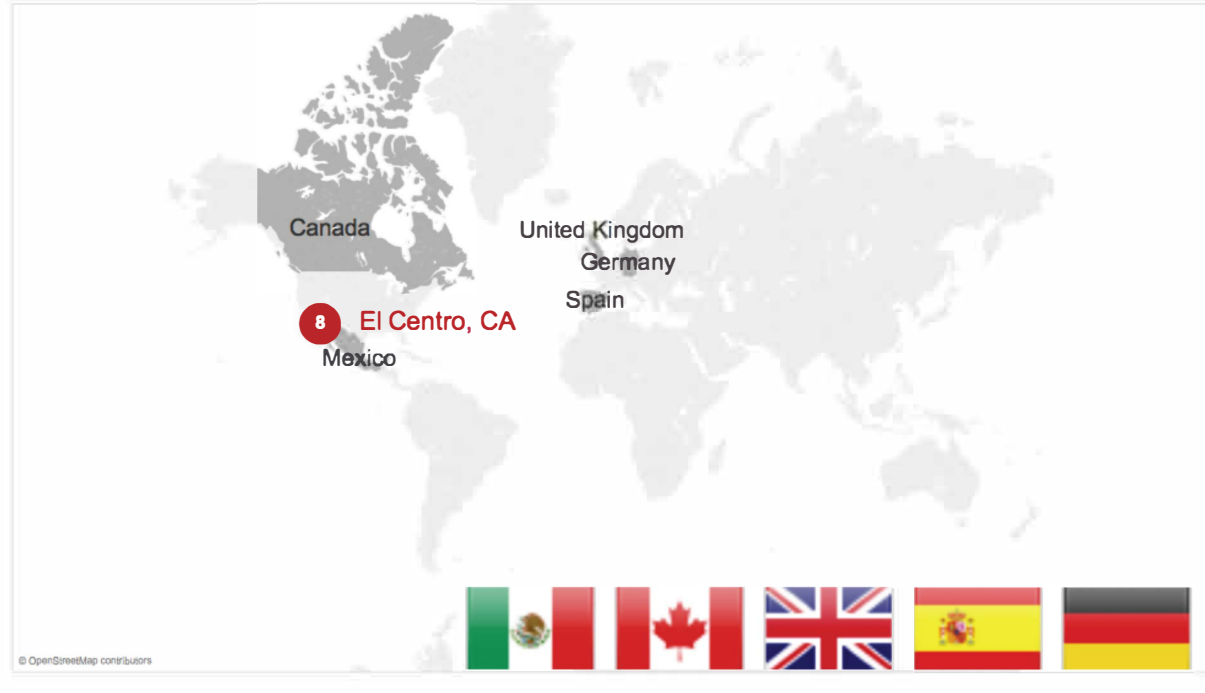 Canada
United Kingdom
Germany
Spain
8 El Centro, CA
Mexico
© OpenStreetMap contributors